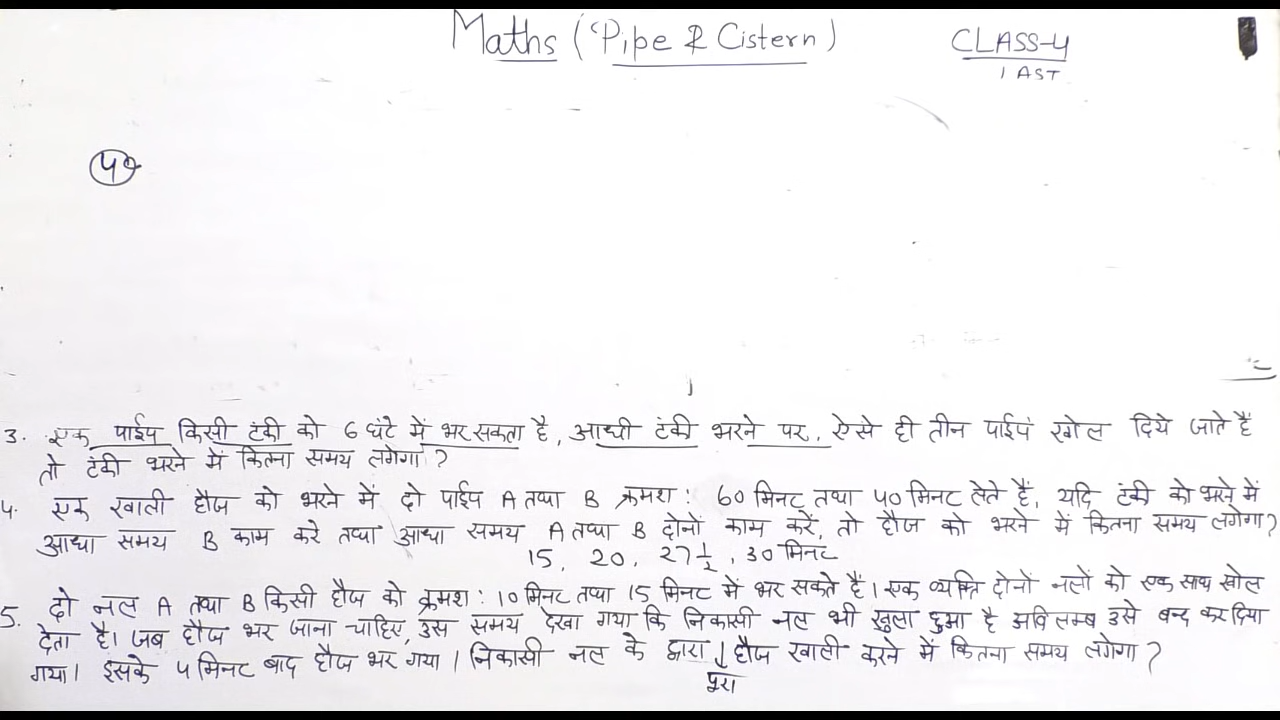 Maths (Pipe & Cistern)
CLASS-4
LAST
3. एक पाईप किसी टंकी को 6 घंटे में भर सकता है, आधी टंकी भरने पर, ऐसे ही तीन पाईप खोल दिये जाते हैं
तो टंकी भरने में कितना समय लगेगा?
4. एक खाली हौज को भरने में दो पाईप A तथा B क्रमश: 60 मिनट तथा 40 मिनट लेते हैं, यदि टंकी को भरने में
आधा समय B काम करे तथा आधा समय A तथा B दोनों काम करें, तो हौज को भरने में कितना समय लगेगा?
15, 20, 27 1/2, 30 मिनट
5. दो नल A तथा B किसी हौज को क्रमश: 10 मिनट तथा 15 मिनट में भर सकते हैं। एक व्यक्ति दोनों नलों को एक साथ खोल
देता है। जब हौज भर जाना चाहिए, उस समय देखा गया कि निकासी नल भी खुला हुआ है अविलम्ब उसे बन्द कर दिया
गया। इसके 4 मिनट बाद हौज भर गया। निकासी नल के द्वारा ↓ हौज खाली करने में कितना समय लगेगा?
पूरा